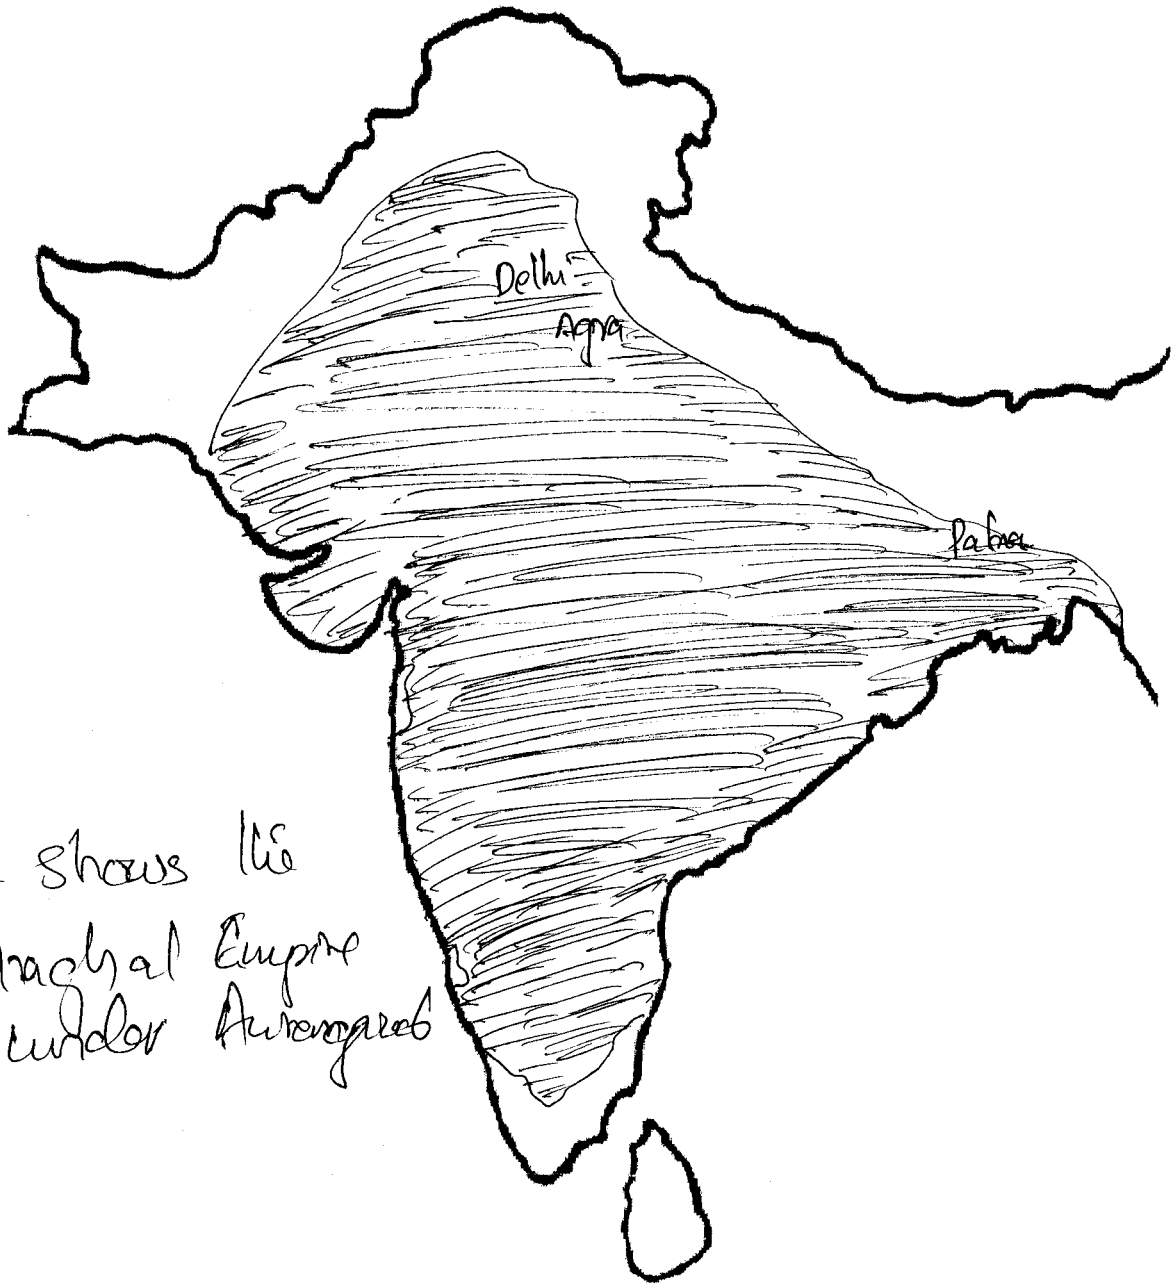 Delhi
Agra
Patna
shows the
Empire
under Aurangzeb